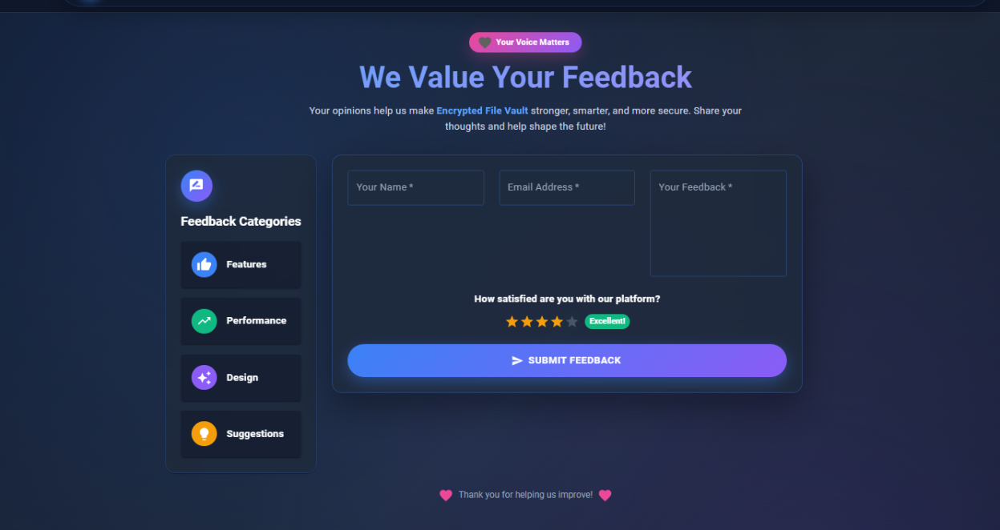 Your Voice Matters
We Value Your Feedback
Your opinions help us make Encrypted File Vault stronger, smarter, and more secure. Share your
thoughts and help shape the future!
Feedback Categories
Features
Performance
Design
Suggestions
Your Name *
Email Address *
Your Feedback *
How satisfied are you with our platform?
Excellent!
SUBMIT FEEDBACK
Thank you for helping us improve!